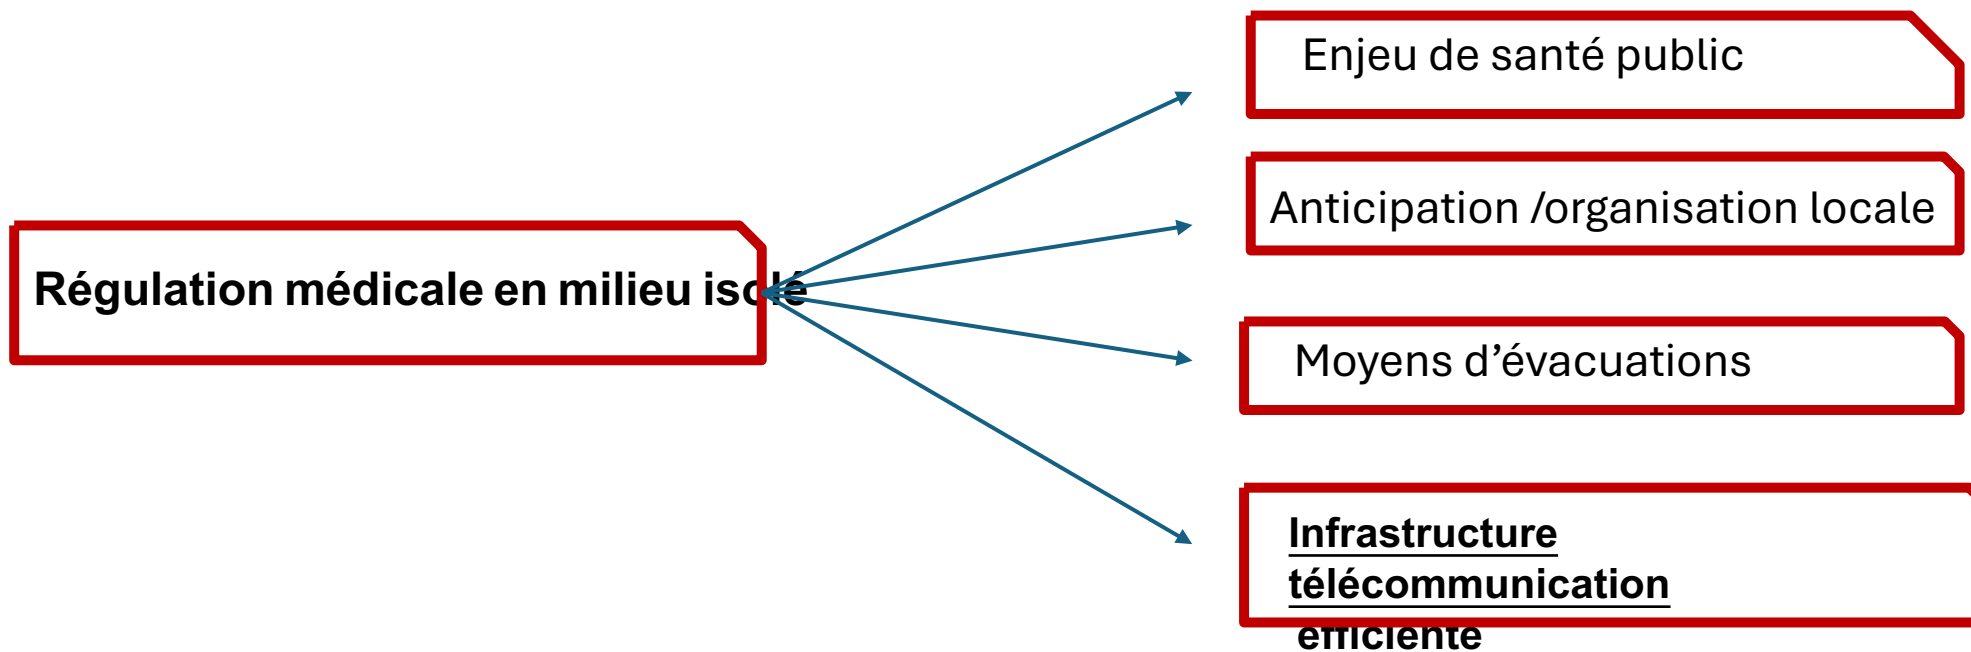 Enjeu de santé public
Anticipation /organisation locale
Régulation médicale en milieu isolé
Moyens d’évacuations
Infrastructure
télécommunication
efficiente